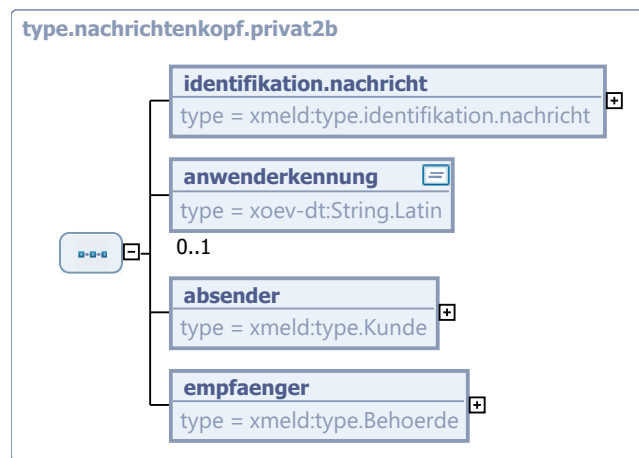 type.nachrichtenkopf.privat2b
identifikation.nachricht
type = xmeld:type.identifikation.nachricht
anwenderkennung
type = xoev-dt:String.Latin
0..1
absender
type = xmeld:type.Kunde
empfaenger
type = xmeld:type.Behoerde